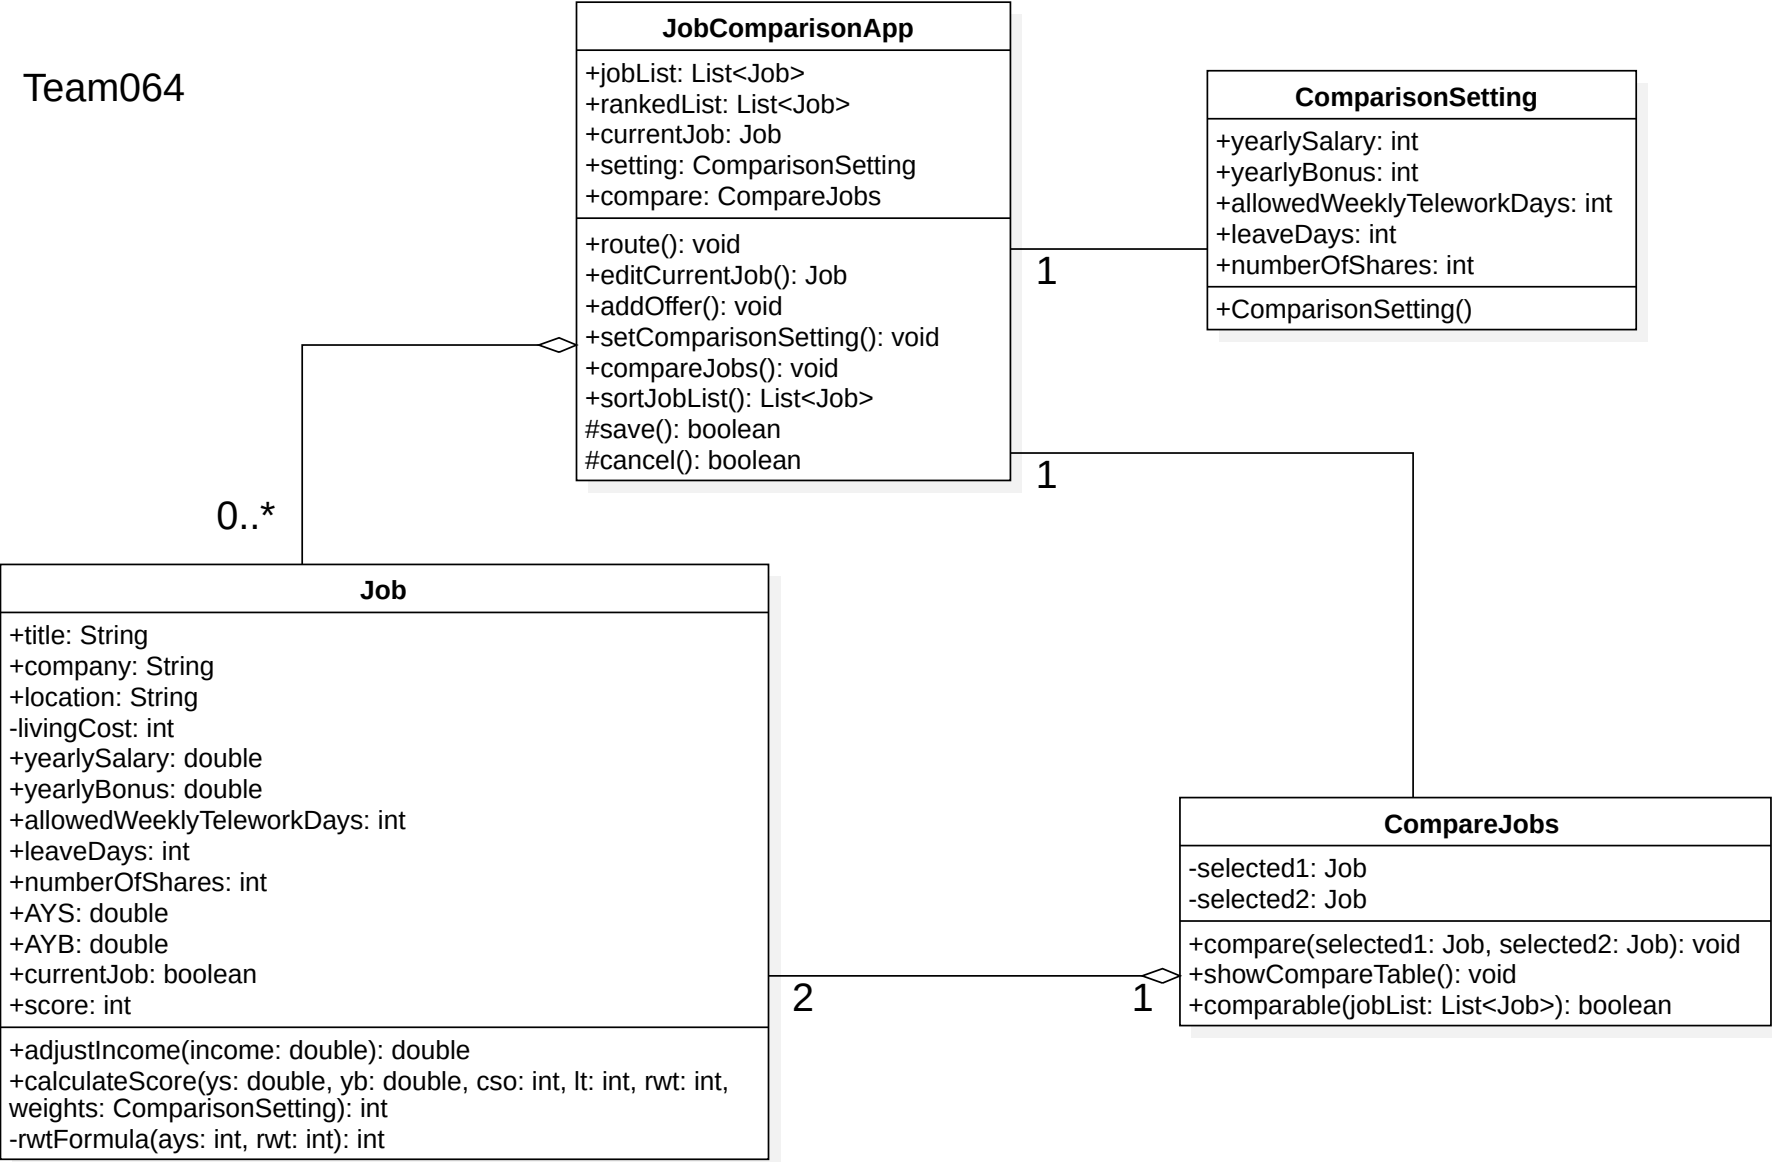 Team064
JobComparisonApp
+jobList: List<Job>
+rankedList: List<Job>
+currentJob: Job
+setting: ComparisonSetting
+compare: CompareJobs
+route(): void
+editCurrentJob(): Job
+addOffer(): void
+setComparisonSetting(): void
+compareJobs(): void
+sortJobList(): List<Job>
#save(): boolean
#cancel(): boolean
ComparisonSetting
+yearlySalary: int
+yearlyBonus: int
+allowedWeeklyTeleworkDays: int
+leaveDays: int
+numberOfShares: int
+ComparisonSetting()
1
1
0..*
Job
+title: String
+company: String
+location: String
-livingCost: int
+yearlySalary: double
+yearlyBonus: double
+allowedWeeklyTeleworkDays: int
+leaveDays: int
+numberOfShares: int
+AYS: double
+AYB: double
+currentJob: boolean
+score: int
+adjustIncome(income: double): double
+calculateScore(ys: double, yb: double, cso: int, lt: int, rwt: int,
weights: ComparisonSetting): int
-rwtFormula(ays: int, rwt: int): int
2
1
CompareJobs
-selected1: Job
-selected2: Job
+compare(selected1: Job, selected2: Job): void
+showCompareTable(): void
+comparable(jobList: List<Job>): boolean